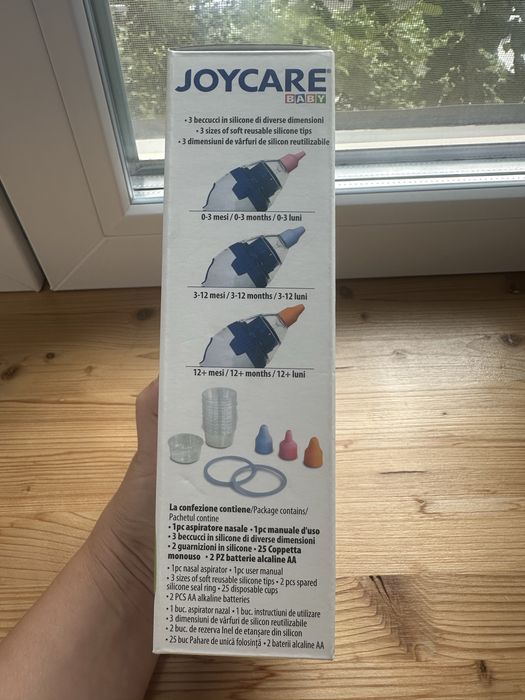 JOYCARE
BABY
• 3 beccucci in silicone di diverse dimensioni
• 3 sizes of soft reusable silicone tips
• 3 dimensiuni de vârfuri de silicon reutilizabile
0-3 mesi / 0-3 months / 0-3 luni
3-12 mesi / 3-12 months / 3-12 luni
12+ mesi / 12+ months / 12+ luni
La confezione contiene/Package contains/
Pachetul contine
• 1pc aspiratore nasale • 1pc manuale d'uso
• 3 beccucci in silicone di diverse dimensioni
• 2 guarnizioni in silicone • 25 Coppetta
monouso • 2 PZ batterie alcaline AA
• 1pc nasal aspirator • 1pc user manual
• 3 sizes of soft reusable silicone tips • 2 pcs spared
silicone seal ring • 25 disposable cups
• 2 PCS AA alkaline batteries
• 1 buc. aspirator nazal • 1 buc. instructiuni de utilizare
• 3 dimensiuni de vârfuri de silicon reutilizabile
• 2 buc. de rezerva Inel de etanșare din silicon
• 25 buc Pahare de unică folosință • 2 baterii alcaline AA